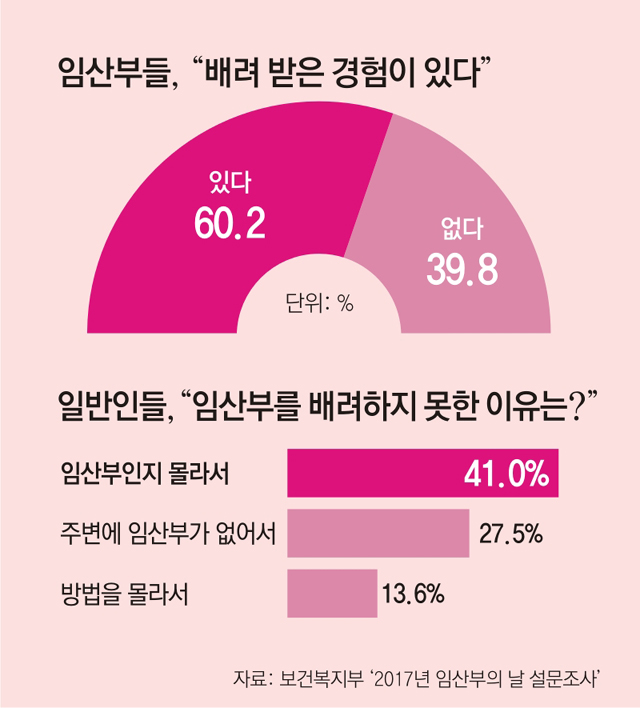 임산부들, “배려 받은 경험이 있다”
있다
60.2
없다
39.8
단위: %
일반인들, “임산부를 배려하지 못한 이유는?”
임산부인지 몰라서 41.0%
주변에 임산부가 없어서 27.5%
방법을 몰라서 13.6%
자료: 보건복지부 ‘2017년 임산부의 날 설문조사’